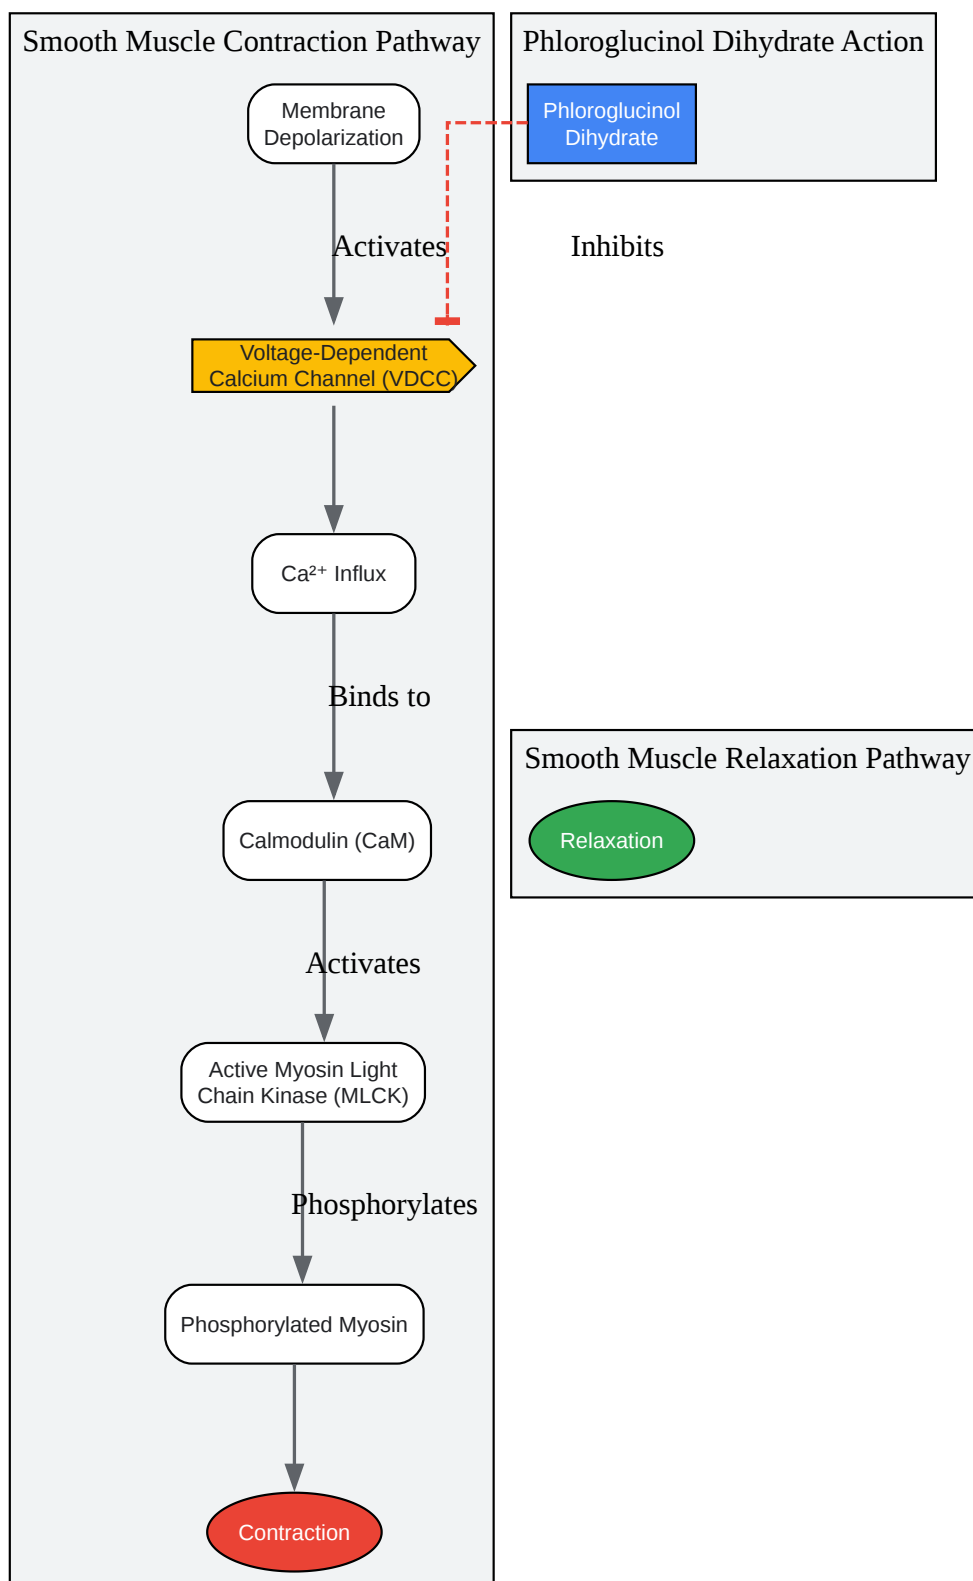 Smooth Muscle Contraction Pathway
Phloroglucinol Dihydrate Action
Membrane
Depolarization
Phloroglucinol
Dihydrate
Activates
Inhibits
Voltage-Dependent
Calcium Channel (VDCC)
Ca²⁺ Influx
Binds to
Smooth Muscle Relaxation Pathway
Calmodulin (CaM)
Relaxation
Activates
Active Myosin Light
Chain Kinase (MLCK)
Phosphorylates
Phosphorylated Myosin
Contraction